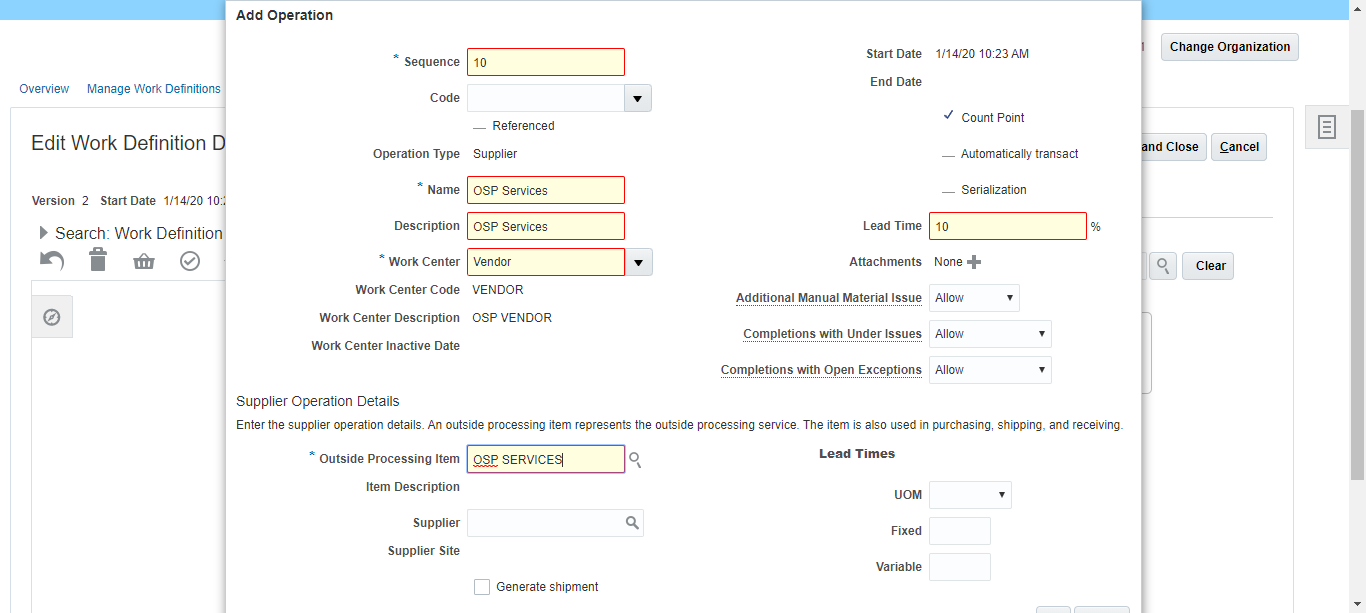 Add Operation
* Sequence 10
Code
Referenced
Operation Type Supplier
* Name OSP Services
Description OSP Services
* Work Center Vendor
Work Center Code VENDOR
Work Center Description OSP VENDOR
Work Center Inactive Date
Start Date 1/14/20 10:23 AM
End Date
Count Point
Automatically transact
Serialization
Lead Time 10 %
Attachments None
Additional Manual Material Issue Allow
Completions with Under Issues Allow
Completions with Open Exceptions Allow
Supplier Operation Details
Enter the supplier operation details. An outside processing item represents the outside processing service. The item is also used in purchasing, shipping, and receiving.
* Outside Processing Item OSP SERVICES
Item Description
Supplier
Supplier Site
Generate shipment
Lead Times
UOM
Fixed
Variable
Change Organization
Overview Manage Work Definitions
Edit Work Definition D
and Close Cancel
Version 2 Start Date 1/14/20 10:2
Search: Work Definition
Clear